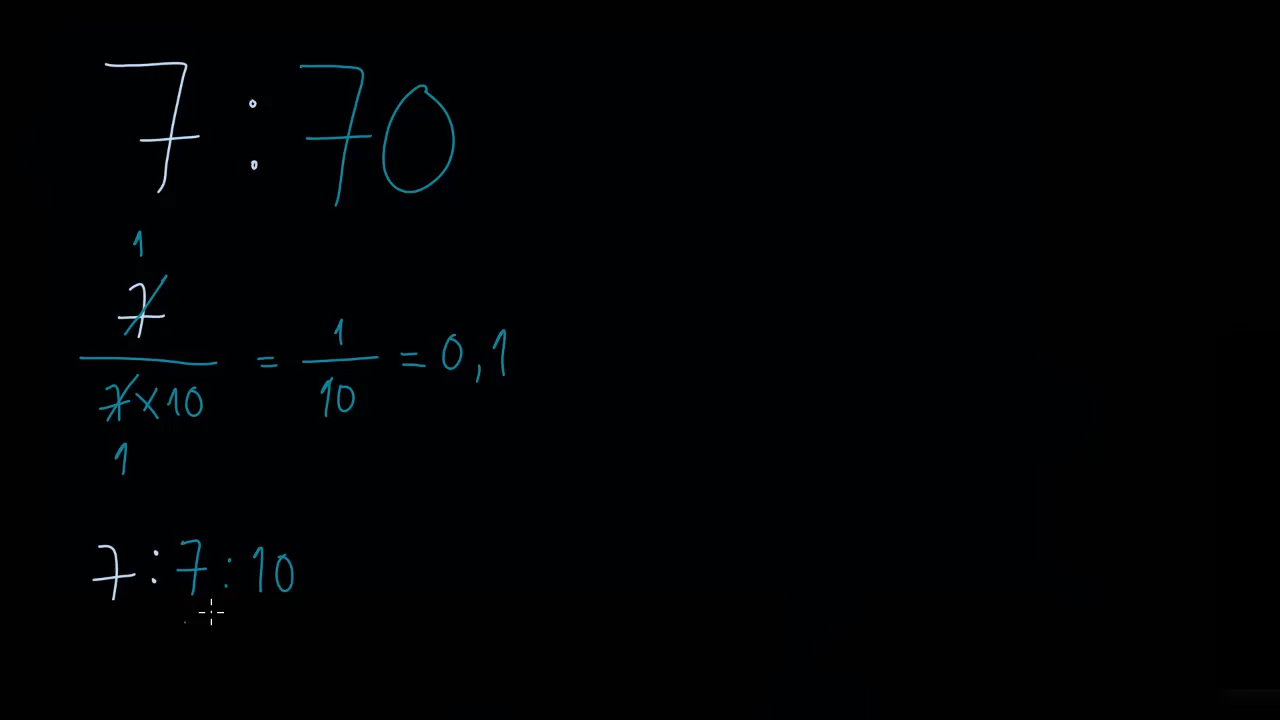 7 : 70
1
7
7 x 10 = 1/10 = 0,1
1
7 : 7 : 10